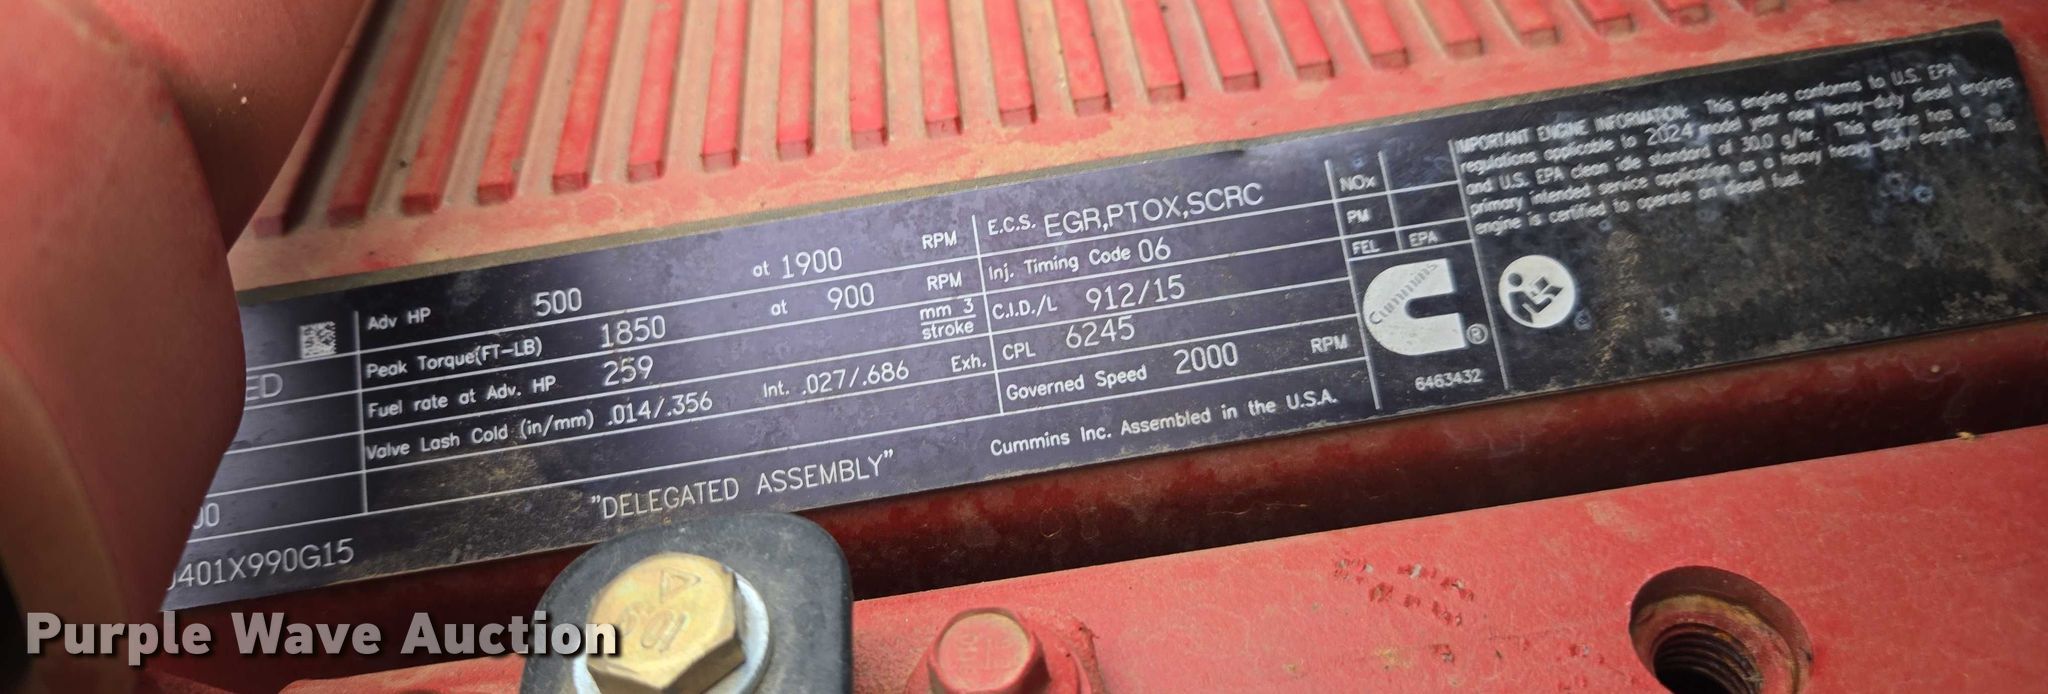 Adv HP 500 at 1900 RPM
Peak Torque(FT-LB) 1850 at 900 RPM
Fuel rate at Adv. HP 259 mm 3 stroke
Valve Lash Cold (in/mm) .014/.356 Int. .027/.686 Exh.
"DELEGATED ASSEMBLY"
ED
00
0401X990G15
E.C.S. EGR,PTOX,SCRC
Inj. Timing Code 06
C.I.D./L 912/15
CPL 6245
Governed Speed 2000 RPM
Cummins Inc. Assembled in the U.S.A.
NOx
PM
FEL EPA
Cummins
®
6463432
IMPORTANT ENGINE INFORMATION: This engine conforms to U.S. EPA
regulations applicable to 2024 model year new heavy-duty diesel engines
and U.S. EPA clean idle standard of 30.0 g/hr. This engine has a
primary intended service application as a heavy heavy-duty engine. This
engine is certified to operate on diesel fuel.
Purple Wave Auction